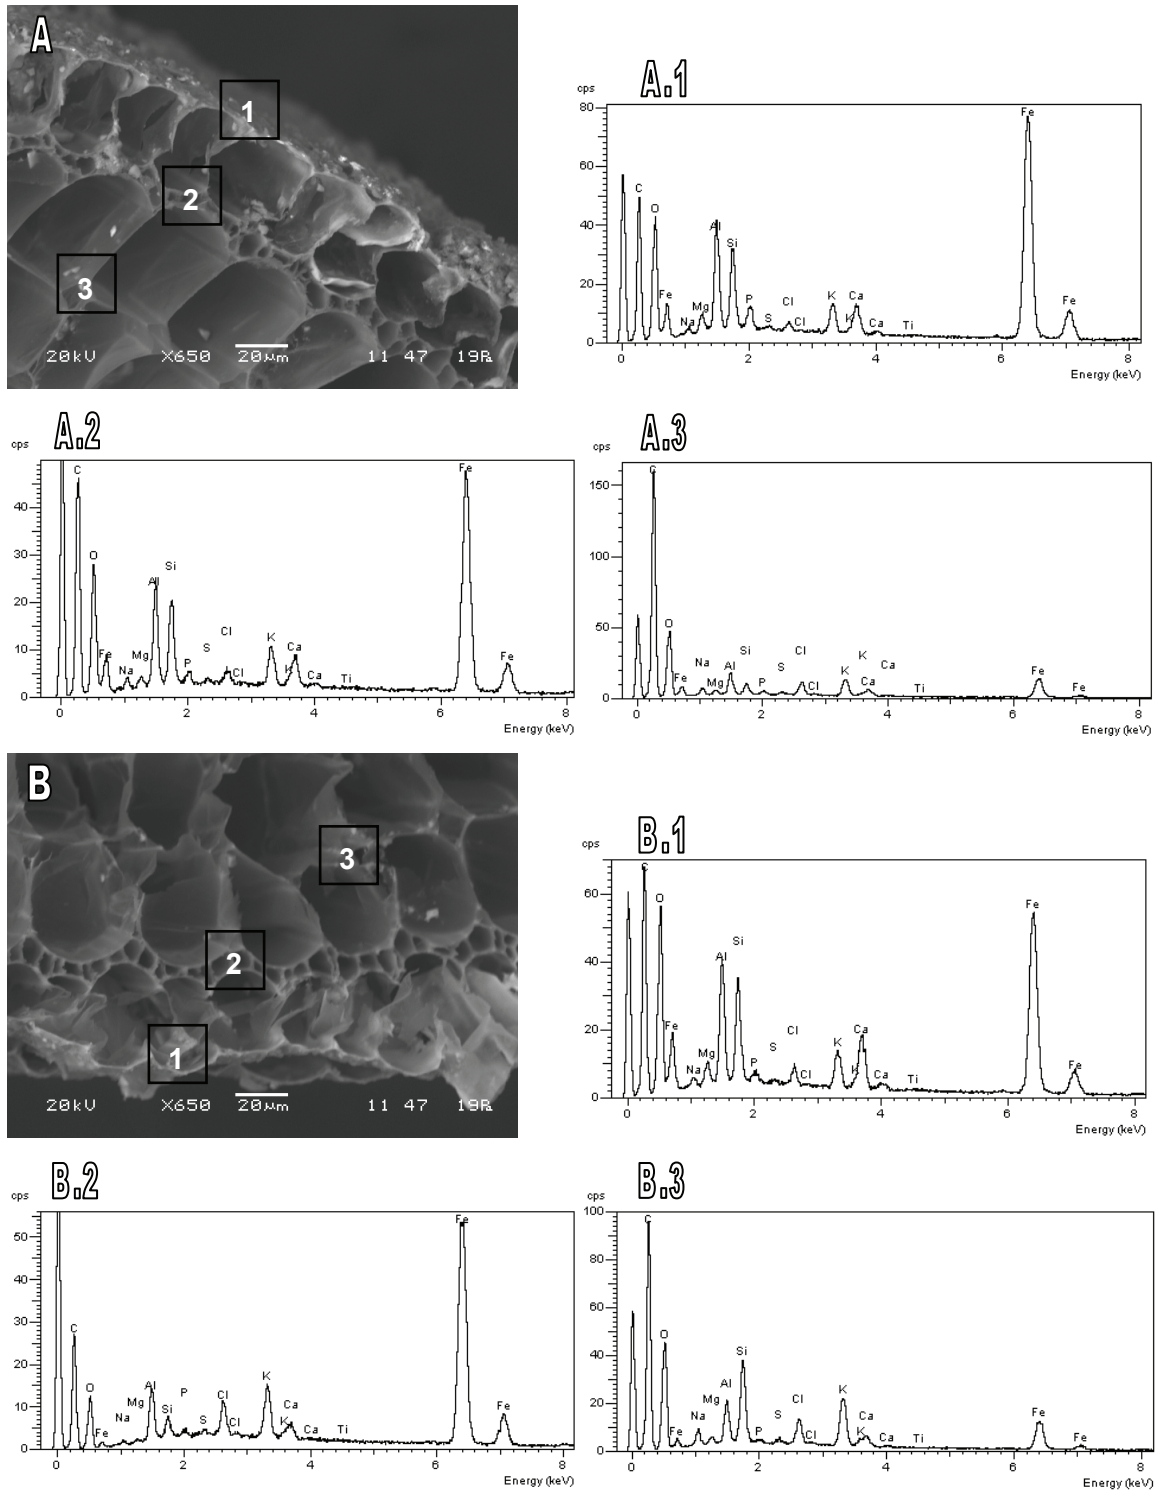 A
1
2
3
20kV X650 20μm 11 47 19R
A.1
cps
80
60
40
20
0
Fe
C
O
Al
Si
Fe
Na
Mg
P
S
Cl
Cl
K
K
Ca
Ca
Ti
Fe
0 2 4 6 8
Energy (keV)
A.2
cps
40
30
20
10
0
C
O
Fe
Na
Mg
Al
Si
P
S
Cl
Cl
K
K
Ca
Ca
Ti
Fe
Fe
0 2 4 6 8
Energy (keV)
A.3
cps
150
100
50
0
C
O
Fe
Na
Mg
Al
Si
P
S
Cl
Cl
K
K
Ca
Ca
Ti
Fe
Fe
0 2 4 6 8
Energy (keV)
B
3
2
1
20kV X650 20μm 11 47 19R
B.1
cps
60
40
20
0
C
O
Fe
Na
Mg
Al
Si
P
S
Cl
Cl
K
K
Ca
Ca
Ti
Fe
Fe
0 2 4 6 8
Energy (keV)
B.2
cps
50
40
30
20
10
0
C
O
Fe
Na
Mg
Al
Si
P
S
Cl
Cl
K
K
Ca
Ca
Ti
Fe
Fe
0 2 4 6 8
Energy (keV)
B.3
cps
100
80
60
40
20
0
C
O
Fe
Na
Mg
Al
Si
P
S
Cl
Cl
K
K
Ca
Ca
Ti
Fe
Fe
0 2 4 6 8
Energy (keV)